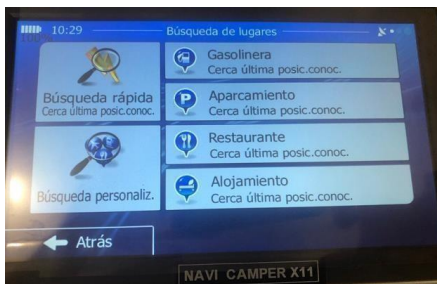 10:29
Búsqueda de lugares
Búsqueda rápida
Cerca última posic.conoc.
Búsqueda personaliz.
Gasolinera
Cerca última posic.conoc.
P
Aparcamiento
Cerca última posic.conoc.
Restaurante
Cerca última posic.conoc.
Alojamiento
Cerca última posic.conoc.
Atrás
NAVI CAMPER X11